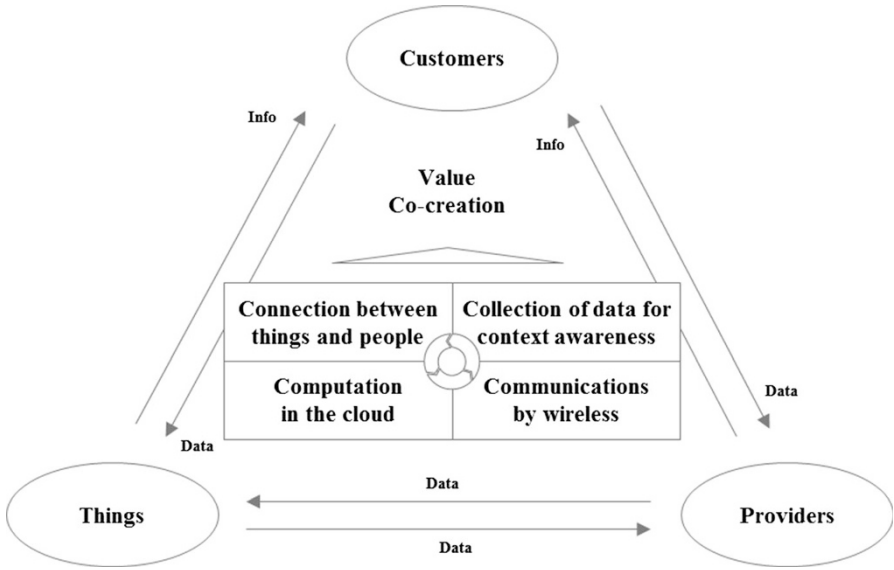 Customers
Info
Info
Value
Co-creation
Connection between
things and people
Collection of data for
context awareness
Computation
in the cloud
Communications
by wireless
Data
Data
Things
Data
Data
Providers